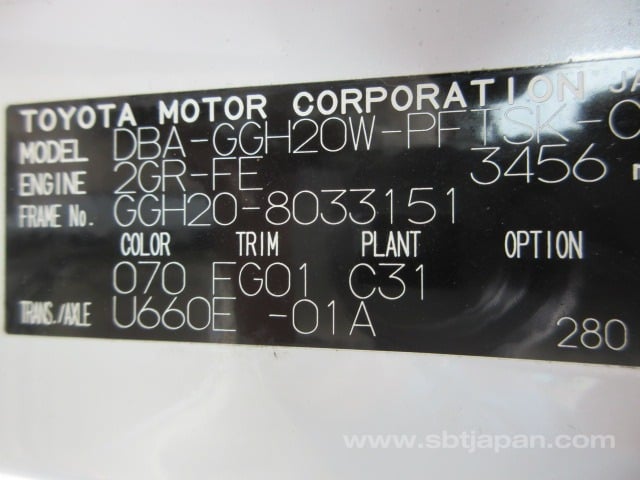 TOYOTA MOTOR CORPORATION JA
MODEL DBA-GGH20W-PFTSK-
ENGINE 2GR-FE 3456
FRAME No. GGH20-8033151
COLOR TRIM PLANT OPTION
070 FG01 C31
TRANS./AXLE U660E -01A
280
www.sbtjapan.com